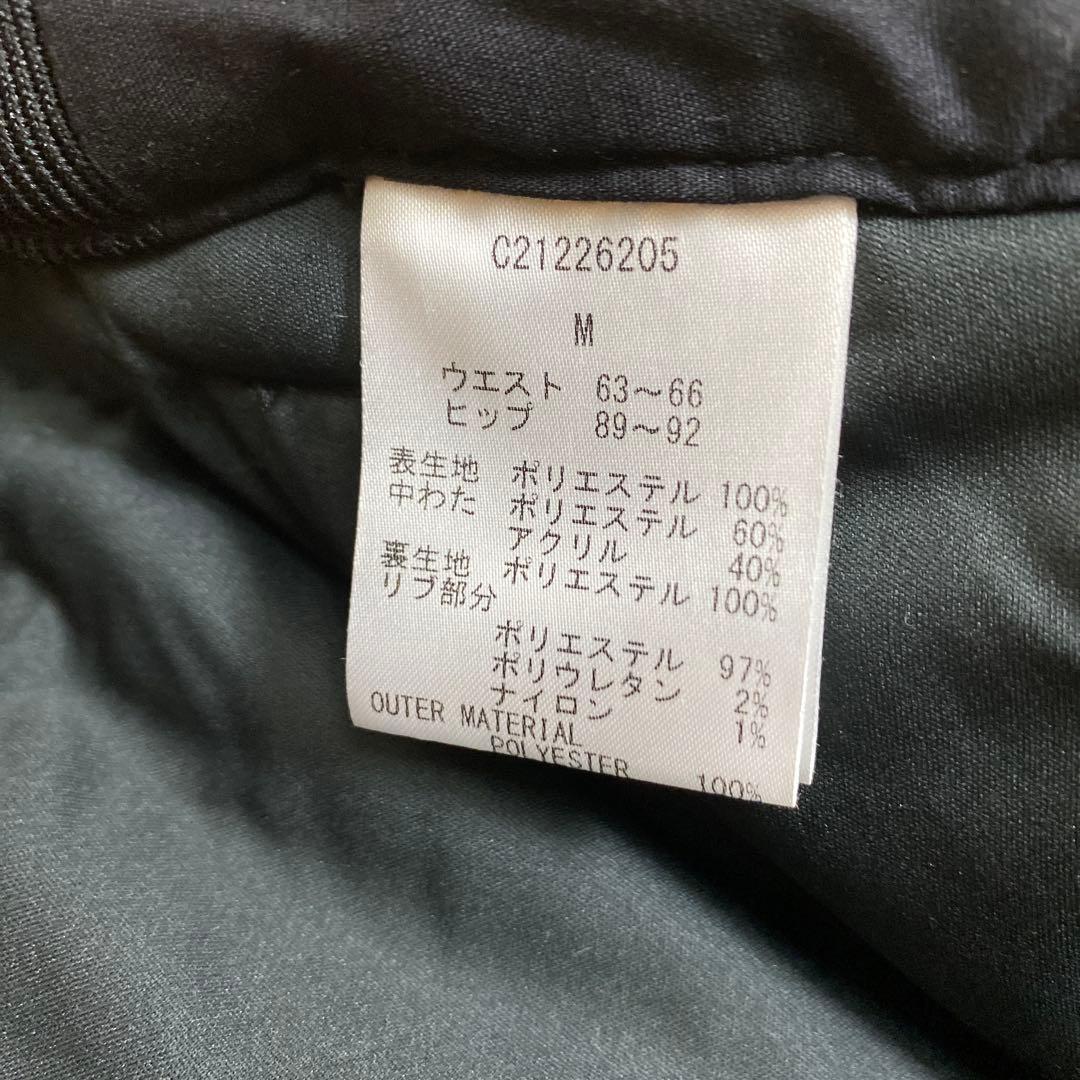 C21226205
M
ウエスト 63～66
ヒップ 89～92
表生地 ポリエステル 100%
中わた ポリエステル 60%
アクリル 40%
裏生地 ポリエステル 100%
リブ部分
ポリエステル 97%
ポリウレタン 2%
ナイロン 1%
OUTER MATERIAL
POLYESTER 100%